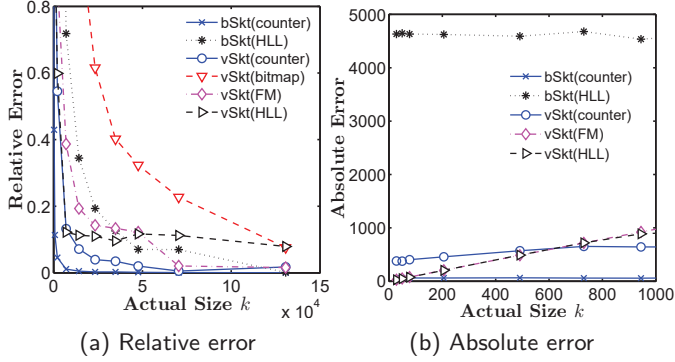 0.8
0.6
0.4
0.2
0
Relative Error
bSkt(counter)
bSkt(HLL)
vSkt(counter)
vSkt(bitmap)
vSkt(FM)
vSkt(HLL)
0 5 10 15
Actual Size k
x 10^4
(a) Relative error
5000
4000
3000
2000
1000
0
Absolute Error
bSkt(counter)
bSkt(HLL)
vSkt(counter)
vSkt(FM)
vSkt(HLL)
0 200 400 600 800 1000
Actual Size k
(b) Absolute error